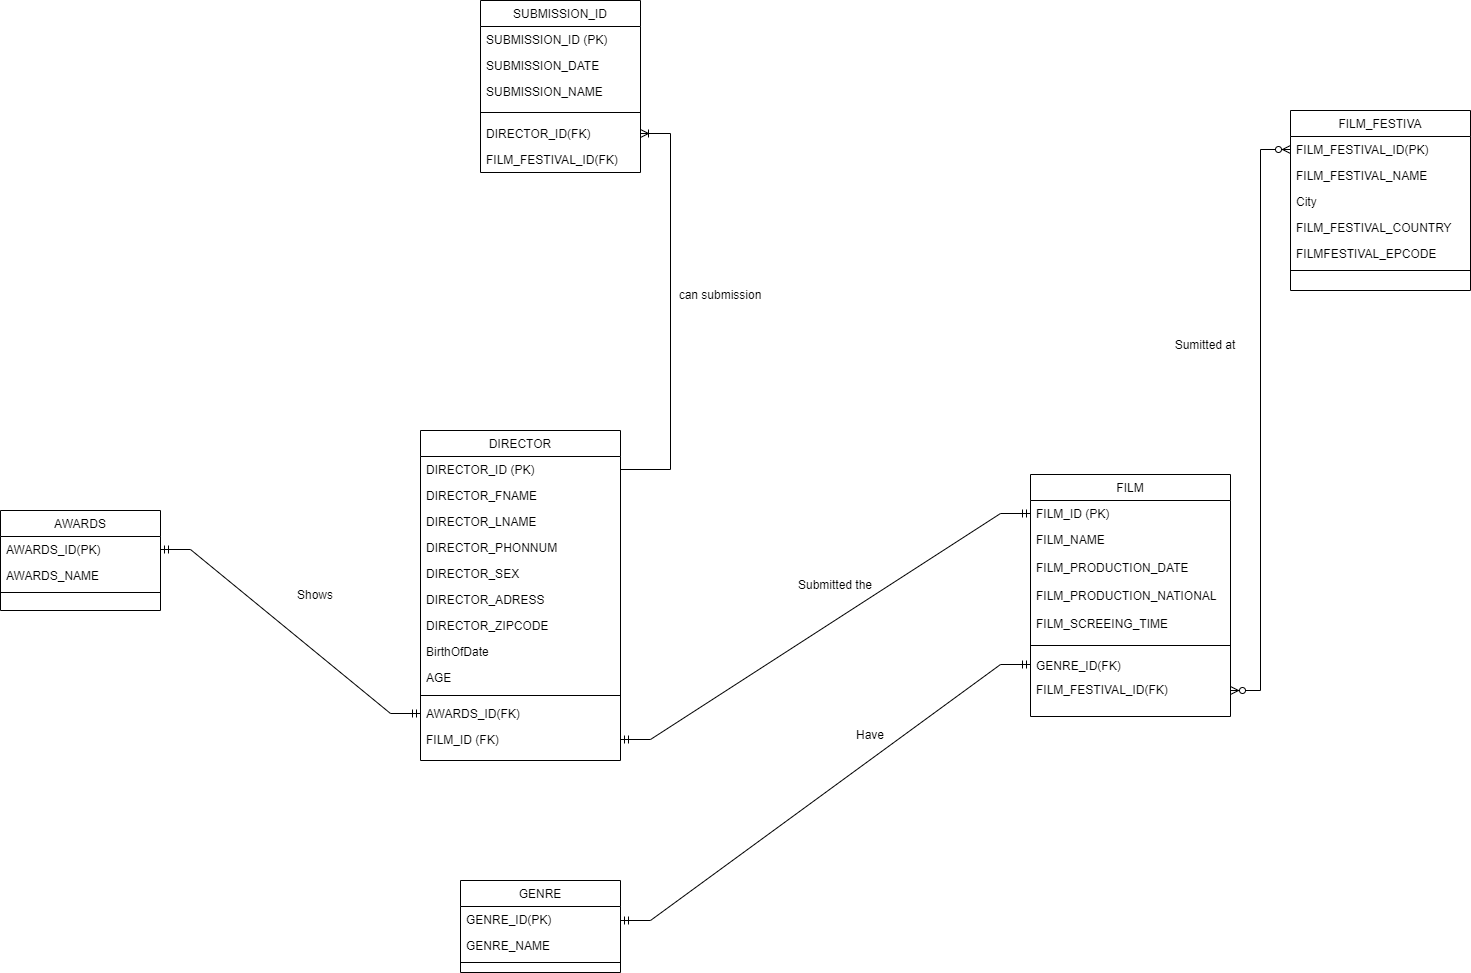 SUBMISSION_ID
SUBMISSION_ID (PK)
SUBMISSION_DATE
SUBMISSION_NAME
DIRECTOR_ID(FK)
FILM_FESTIVAL_ID(FK)
FILM_FESTIVA
FILM_FESTIVAL_ID(PK)
FILM_FESTIVAL_NAME
City
FILM_FESTIVAL_COUNTRY
FILMFESTIVAL_EPCODE
can submission
Sumitted at
DIRECTOR
DIRECTOR_ID (PK)
DIRECTOR_FNAME
DIRECTOR_LNAME
DIRECTOR_PHONNUM
DIRECTOR_SEX
DIRECTOR_ADRESS
DIRECTOR_ZIPCODE
BirthOfDate
AGE
AWARDS_ID(FK)
FILM_ID (FK)
AWARDS
AWARDS_ID(PK)
AWARDS_NAME
Shows
Submitted the
FILM
FILM_ID (PK)
FILM_NAME
FILM_PRODUCTION_DATE
FILM_PRODUCTION_NATIONAL
FILM_SCREEING_TIME
GENRE_ID(FK)
FILM_FESTIVAL_ID(FK)
Have
GENRE
GENRE_ID(PK)
GENRE_NAME